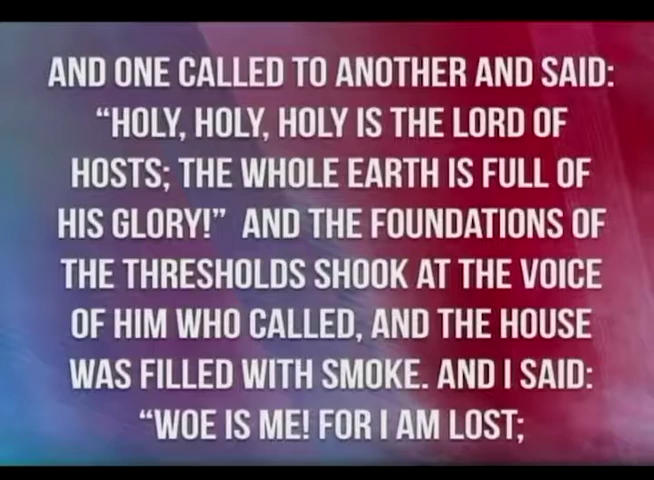 AND ONE CALLED TO ANOTHER AND SAID:
“HOLY, HOLY, HOLY IS THE LORD OF
HOSTS; THE WHOLE EARTH IS FULL OF
HIS GLORY!” AND THE FOUNDATIONS OF
THE THRESHOLDS SHOOK AT THE VOICE
OF HIM WHO CALLED, AND THE HOUSE
WAS FILLED WITH SMOKE. AND I SAID:
“WOE IS ME! FOR I AM LOST;